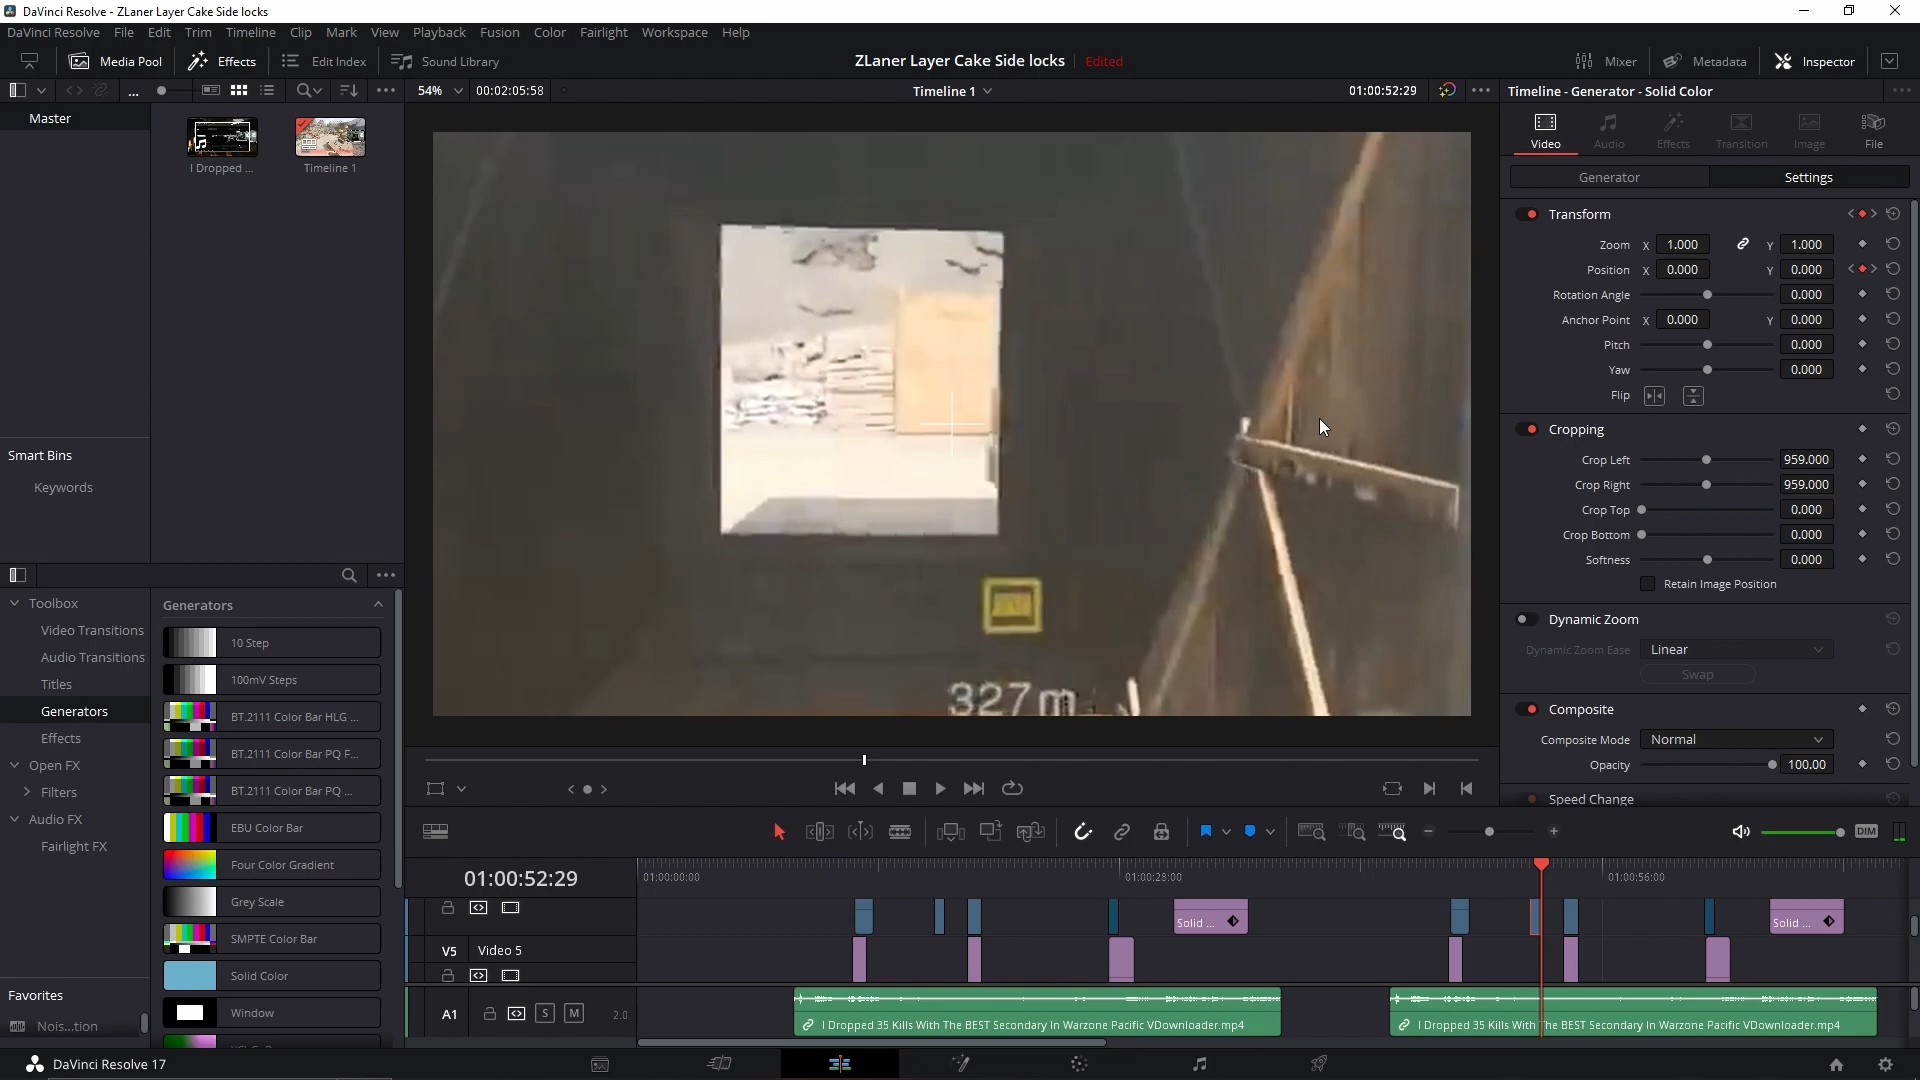 DaVinci Resolve - ZLaner Layer Cake Side locks
DaVinci Resolve File Edit Trim Timeline Clip Mark View Playback Fusion Color Fairlight Workspace Help
Media Pool Effects Edit Index Sound Library ZLaner Layer Cake Side locks Edited Mixer Metadata Inspector
54% 00:02:05:58 Timeline 1 01:00:52:29 Timeline - Generator - Solid Color
Master
I Dropped ... Timeline 1
Video Audio Effects Transition Image File
Generator Settings
Transform
Zoom X 1.000 Y 1.000
Position X 0.000 Y 0.000
Rotation Angle 0.000
Anchor Point X 0.000 Y 0.000
Pitch 0.000
Yaw 0.000
Flip
Cropping
Crop Left 959.000
Crop Right 959.000
Crop Top 0.000
Crop Bottom 0.000
Softness 0.000
Retain Image Position
Dynamic Zoom
Dynamic Zoom Ease Linear
Swap
Composite
Composite Mode Normal
Opacity 100.00
Speed Change
327m
Smart Bins
Keywords
Toolbox
Video Transitions
Audio Transitions
Titles
Generators
Effects
Open FX
Filters
Audio FX
Fairlight FX
Favorites
Nois...tion
Generators
10 Step
100mV Steps
BT.2111 Color Bar HLG ...
BT.2111 Color Bar PQ F...
BT.2111 Color Bar PQ ...
EBU Color Bar
Four Color Gradient
Grey Scale
SMPTE Color Bar
Solid Color
Window
DIM
01:00:52:29 01:00:00:00 01:00:28:00 01:00:56:00
Solid ... Solid ...
V5 Video 5
A1 S M 2.0
I Dropped 35 Kills With The BEST Secondary In Warzone Pacific VDownloader.mp4
I Dropped 35 Kills With The BEST Secondary In Warzone Pacific VDownloader.mp4
DaVinci Resolve 17